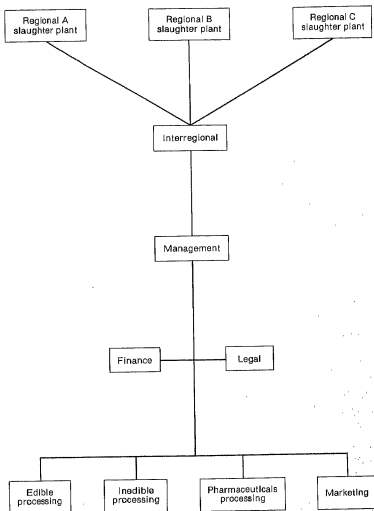 Regional A
slaughter plant
Regional B
slaughter plant
Regional C
slaughter plant
Interregional
Management
Finance
Legal
Edible
processing
Inedible
processing
Pharmaceuticals
processing
Marketing